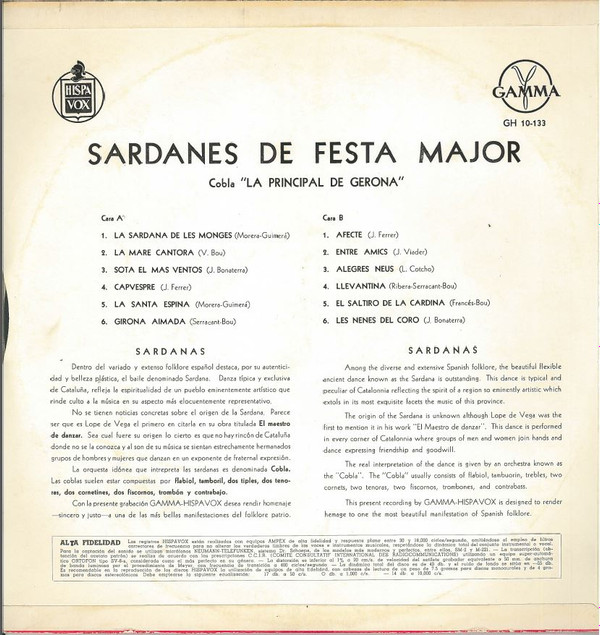 HISPA
VOX
GAMMA
GH 10-133
SARDANES DE FESTA MAJOR
Cobla "LA PRINCIPAL DE GERONA"
Cara A
1. LA SARDANA DE LES MONGES (Morera-Guimerá)
2. LA MARE CANTORA (V. Bou)
3. SOTA EL MAS VENTOS (J. Bonaterra)
4. CAPVESPRE (J. Ferrer)
5. LA SANTA ESPINA (Morera-Guimerá)
6. GIRONA AIMADA (Serracant-Bou)
Cara B
1. AFECTE (J. Ferrer)
2. ENTRE AMICS (J. Viader)
3. ALEGRES NEUS (L. Cotcho)
4. LLEVANTINA (Ribera-Serracant-Bou)
5. EL SALTIRO DE LA CARDINA (Francés-Bou)
6. LES NENES DEL CORO (J. Bonaterra)
SARDANAS
Dentro del variado y extenso folklore español destaca, por su autentici-
dad y belleza plástica, el baile denominado Sardana. Danza típica y exclusiva
de Cataluña, refleja la espiritualidad de un pueblo eminentemente artístico que
rinde culto a la música en su aspecto más elocuentemente representativo.
No se tienen noticias concretas sobre el origen de la Sardana. Parece
ser que es Lope de Vega el primero en citarla en su obra titulada El maestro
de danzar. Sea cual fuere su origen lo cierto es que no hay rincón de Cataluña
donde no se la conozca y al son de su música se sientan estrechamente hermanados
grupos de hombres y mujeres que danzan en un exponente de fraternal expresión.
La orquesta idónea que intrepreta las sardanas es denominada Cobla.
Las coblas suelen estar compuestas por flabiol, tamboril, dos tiples, dos teno-
ras, dos cornetines, dos fiscornos, trombón y contrabajo.
Con la presente grabación GAMMA-HISPAVOX desea rendir homenaje
—sincero y justo—a una de las más bellas manifestaciones del folklore patrio.
SARDANAS
Among the diverse and extensive Spanish folklore, the beautiful flexible
ancient dance known as the Sardana is outstanding. This dance is typical and
peculiar of Catalonnia reflecting the spirit of a region so eminently artistic which
extols in its most exquisite facets the music of this province.
The origin of the Sardana is unknown although Lope de Vega was the
first to mention it in his work "El Maestro de danzar". This dance is performed
in every corner of Catalonnia where groups of men and women join hands and
dance expressing friendship and goodwill.
The real interpretation of the dance is given by an orchestra known as
the "Cobla". The "Cobla" usually consists of flabiol, tambuorin, trebles, two
cornets, two tenoras, two fiscornos, trombones, and contrabass.
This present recording by GAMMA-HISPAVOX is designed to render
hemage to one the most beautiful manifestation of Spanish folklore.
ALTA FIDELIDAD